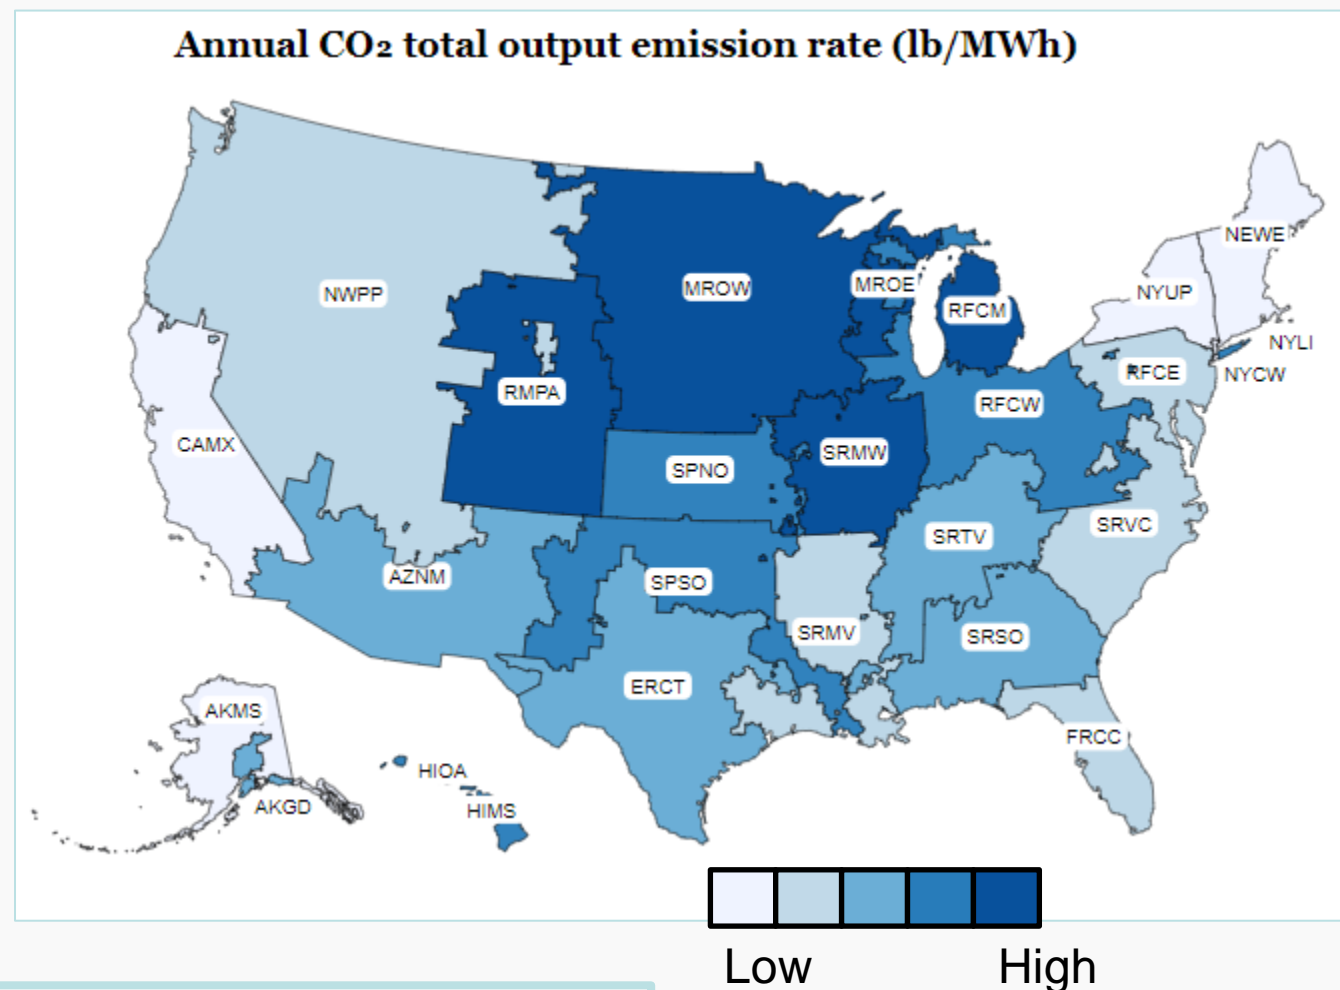 Annual CO₂ total output emission rate (lb/MWh)
NEWE
NWPP
MROW
MROE
NYUP
RFCM
NYLI
RFCE
NYCW
RMPA
RFCW
CAMX
SRMW
SPNO
SRVC
SRTV
AZNM
SPSO
SRMV
SRSO
ERCT
AKMS
FRCC
HIOA
AKGD
HIMS
Low High